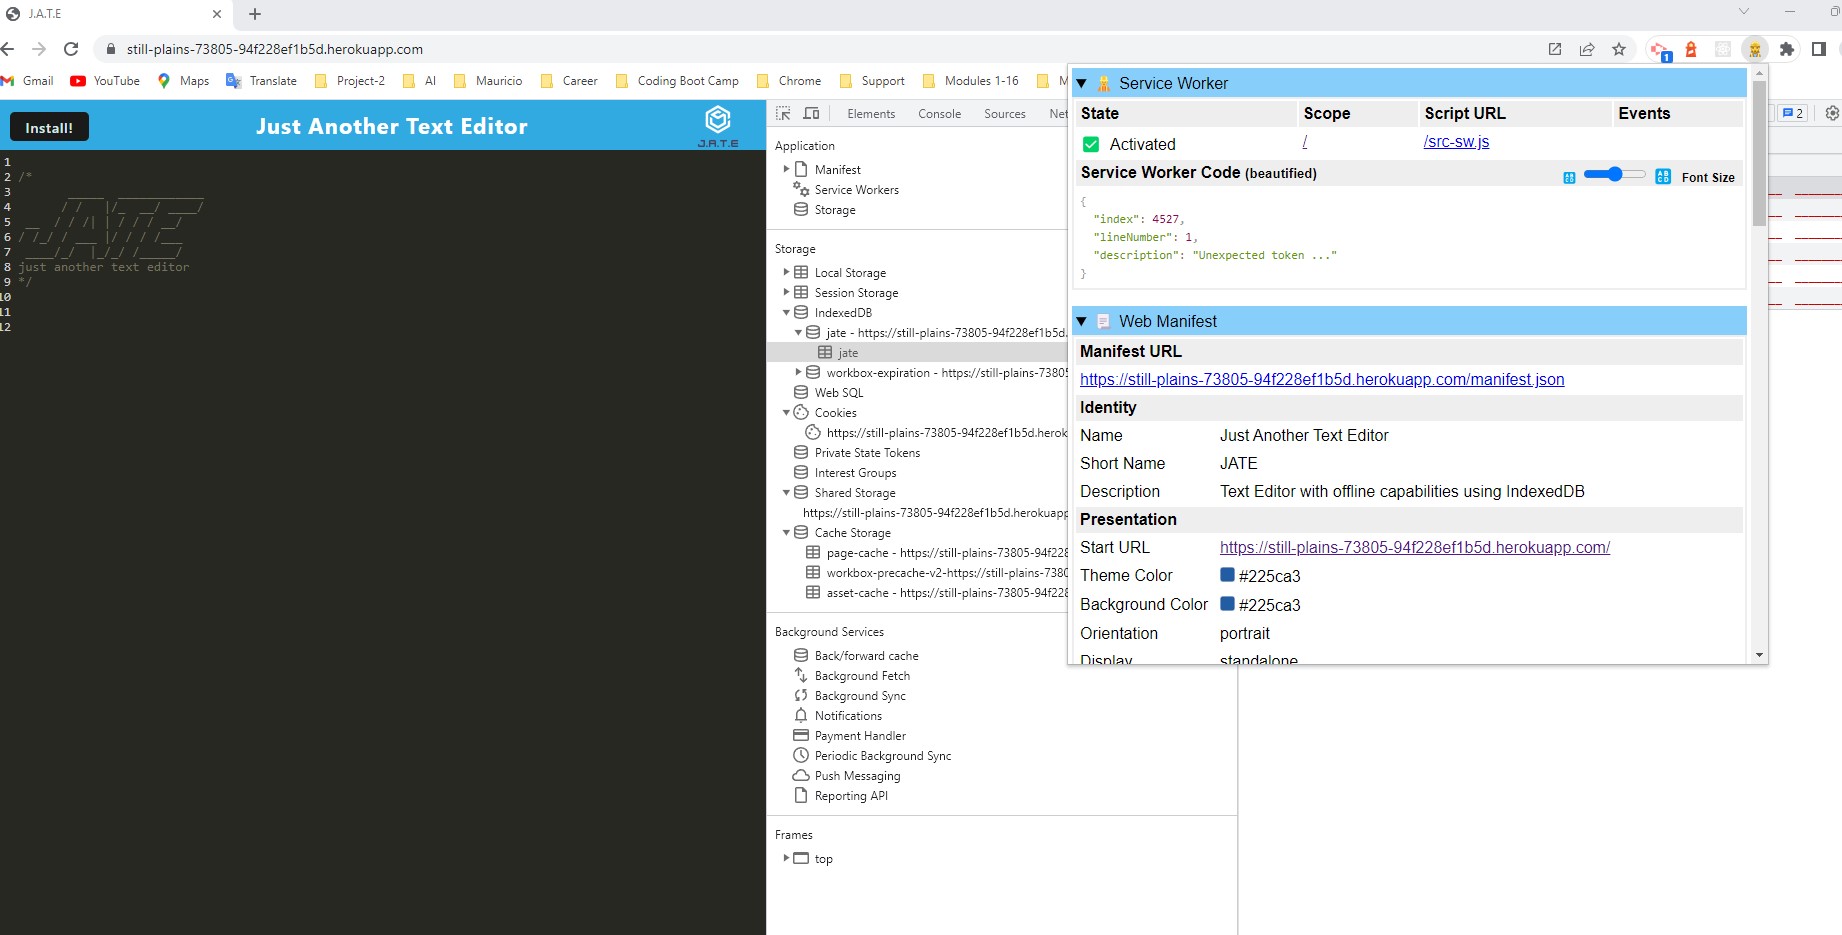 J.A.T.E
still-plains-73805-94f228ef1b5d.herokuapp.com
1
Gmail YouTube Maps Translate Project-2 AI Mauricio Career Coding Boot Camp Chrome Support Modules 1-16
Install!
Just Another Text Editor
J.A.T.E
1
2 /*
3
4
5
6
7
8 just another text editor
9 */
10
11
12
Elements Console Sources Net
2
Application
Manifest
Service Workers
Storage
Storage
Local Storage
Session Storage
IndexedDB
jate - https://still-plains-73805-94f228ef1b5d.
jate
workbox-expiration - https://still-plains-7380
Web SQL
Cookies
https://still-plains-73805-94f228ef1b5d.herok
Private State Tokens
Interest Groups
Shared Storage
https://still-plains-73805-94f228ef1b5d.herokuapp
Cache Storage
page-cache - https://still-plains-73805-94f228
workbox-precache-v2-https://still-plains-7380
asset-cache - https://still-plains-73805-94f228
Background Services
Back/forward cache
Background Fetch
Background Sync
Notifications
Payment Handler
Periodic Background Sync
Push Messaging
Reporting API
Frames
top
Service Worker
State Scope Script URL Events
Activated / /src-sw.js
Service Worker Code (beautified) Font Size
{
"index": 4527,
"lineNumber": 1,
"description": "Unexpected token ..."
}
Web Manifest
Manifest URL
https://still-plains-73805-94f228ef1b5d.herokuapp.com/manifest.json
Identity
Name Just Another Text Editor
Short Name JATE
Description Text Editor with offline capabilities using IndexedDB
Presentation
Start URL https://still-plains-73805-94f228ef1b5d.herokuapp.com/
Theme Color #225ca3
Background Color #225ca3
Orientation portrait
Display standalone